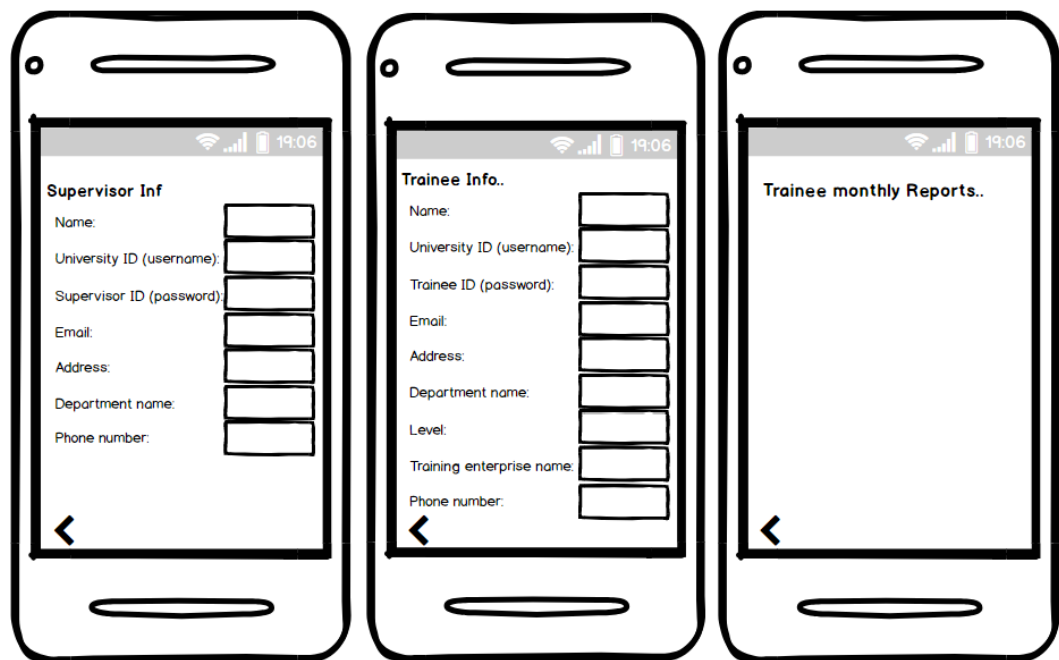 19:06
Supervisor Inf
Name:
University ID (username):
Supervisor ID (password):
Email:
Address:
Department name:
Phone number:
19:06
Trainee Info..
Name:
University ID (username):
Trainee ID (password):
Email:
Address:
Department name:
Level:
Training enterprise name:
Phone number:
19:06
Trainee monthly Reports..